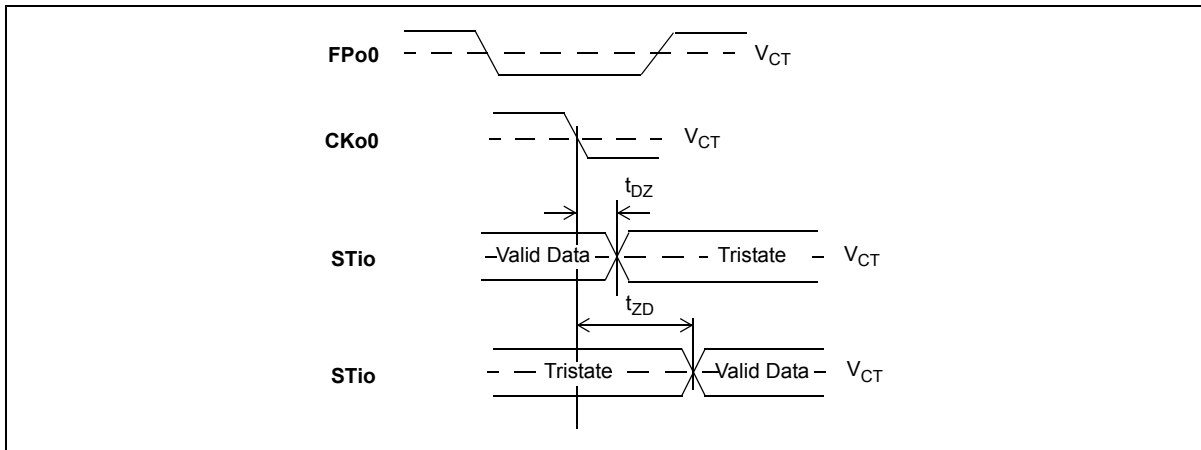 FPo0
V_CT
CKo0
V_CT
t_DZ
STio
Valid Data
Tristate
V_CT
t_ZD
STio
Tristate
Valid Data
V_CT